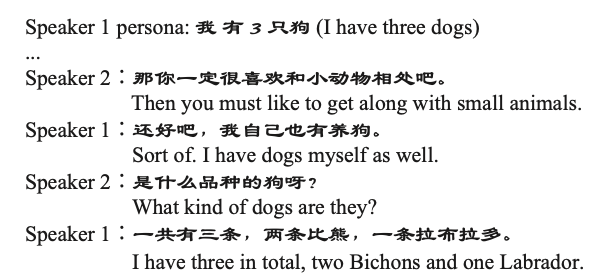 Speaker 1 persona: 我 有 3 只狗 (I have three dogs)
...
Speaker 2：那你一定很喜欢和小动物相处吧。
Then you must like to get along with small animals.
Speaker 1：还好吧，我自己也有养狗。
Sort of. I have dogs myself as well.
Speaker 2：是什么品种的狗呀？
What kind of dogs are they?
Speaker 1：一共有三条，两条比熊，一条拉布拉多。
I have three in total, two Bichons and one Labrador.